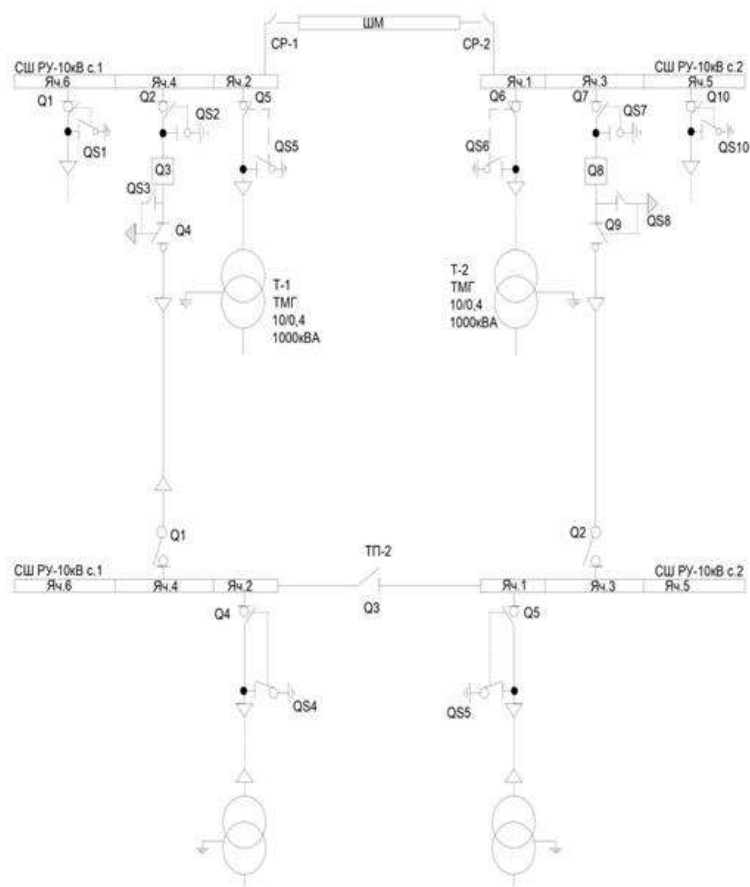 ШМ
СР-1 СР-2
СШ РУ-10кВ с.1 СШ РУ-10кВ с.2
Яч.6 Яч.4 Яч.2 Яч.1 Яч.3 Яч.5
Q1 Q2 QS2 Q5 Q6 Q7 QS7 Q10
QS1 QS5 QS6 QS10
Q3 Q8
QS3 QS8
Q4 Q9
Т-1
ТМГ
10/0,4
1000кВА
Т-2
ТМГ
10/0,4
1000кВА
Q1 Q2
ТП-2
СШ РУ-10кВ с.1 СШ РУ-10кВ с.2
Яч.6 Яч.4 Яч.2 Яч.1 Яч.3 Яч.5
Q3
Q4 Q5
QS4 QS5